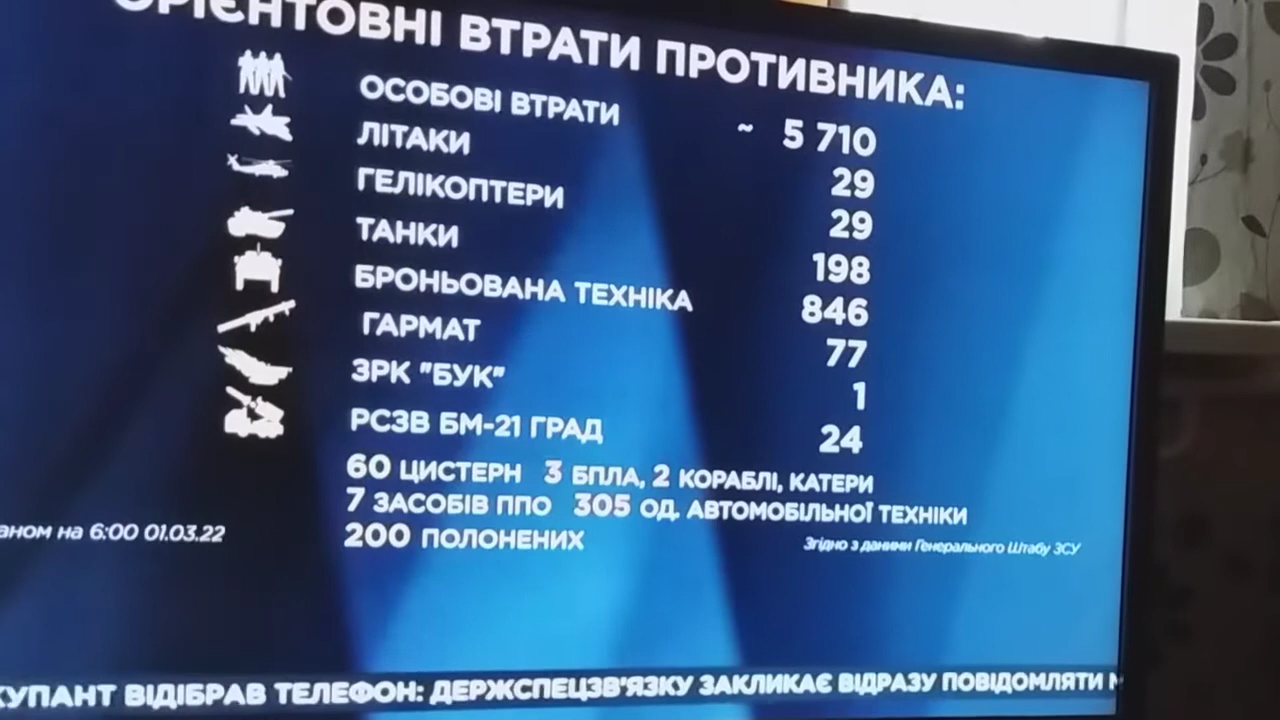 ОРІЄНТОВНІ ВТРАТИ ПРОТИВНИКА:
ОСОБОВІ ВТРАТИ ~ 5 710
ЛІТАКИ 29
ГЕЛІКОПТЕРИ 29
ТАНКИ 198
БРОНЬОВАНА ТЕХНІКА 846
ГАРМАТ 77
ЗРК "БУК" 1
РСЗВ БМ-21 ГРАД 24
60 ЦИСТЕРН 3 БПЛА, 2 КОРАБЛІ, КАТЕРИ
7 ЗАСОБІВ ППО 305 ОД. АВТОМОБІЛЬНОЇ ТЕХНІКИ
200 ПОЛОНЕНИХ
аном на 6:00 01.03.22
Згідно з даними Генерального Штабу ЗСУ
КУПАНТ ВІДІБРАВ ТЕЛЕФОН: ДЕРЖСПЕЦЗВ'ЯЗКУ ЗАКЛИКАЄ ВІДРАЗУ ПОВІДОМЛЯТИ